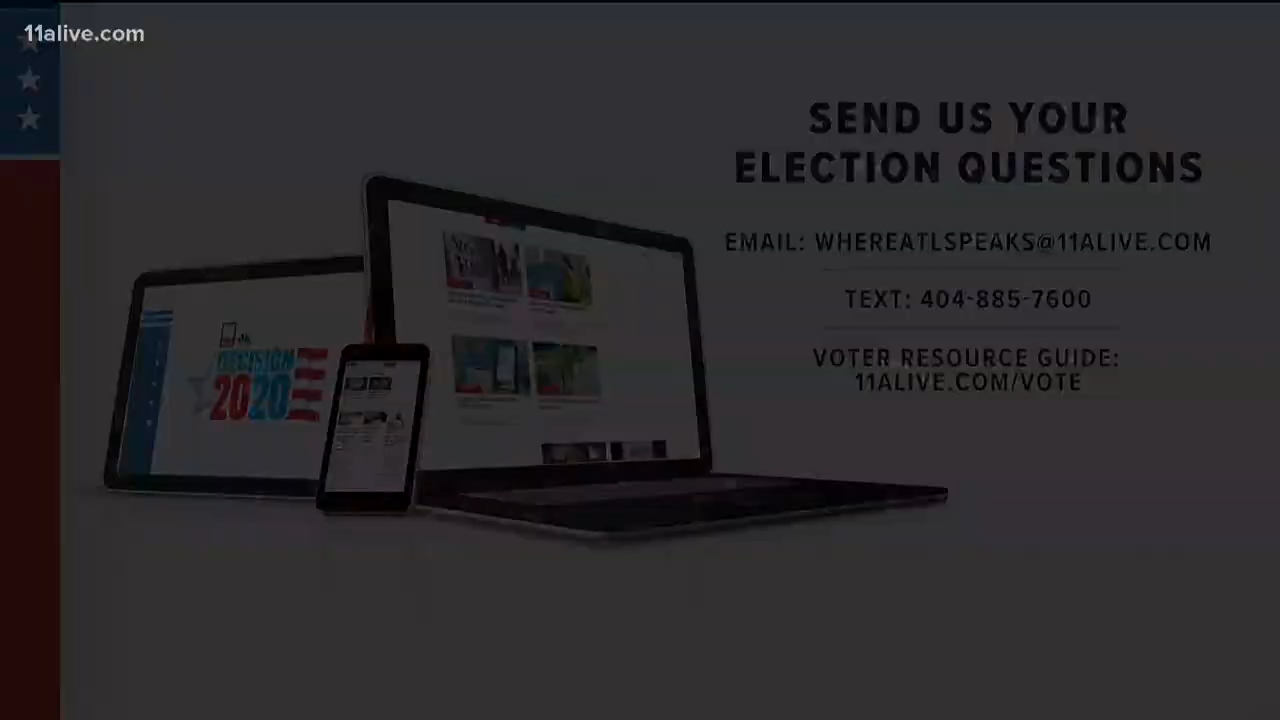 11alive.com
SEND US YOUR
ELECTION QUESTIONS
EMAIL: WHEREATLSPEAKS@11ALIVE.COM
TEXT: 404-885-7600
VOTER RESOURCE GUIDE:
11ALIVE.COM/VOTE
DECISION
2020